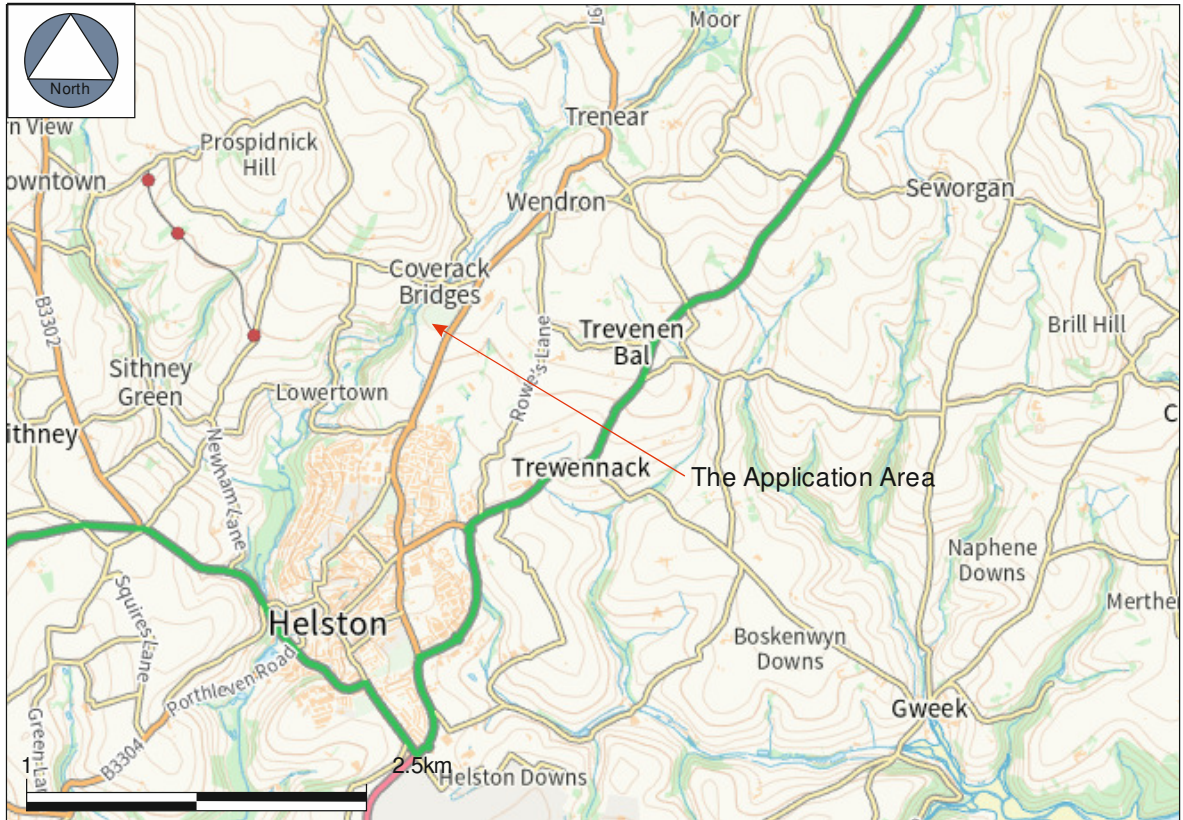 North
Moor
Trenear
n View
Prospidnick
Hill
owntown
Wendron
Seworgan
Coverack
Bridges
B3302
Trevenen
Bal
Brill Hill
Rowe's Lane
Sithney
Green
Lowertown
ithney
C
Newham Lane
Trewennack
The Application Area
Naphene
Downs
Squires Lane
Merther
Helston
Boskenwyn
Downs
Porthleven Road
Gweek
Green Lan
B3304
1
2.5km
Helston Downs